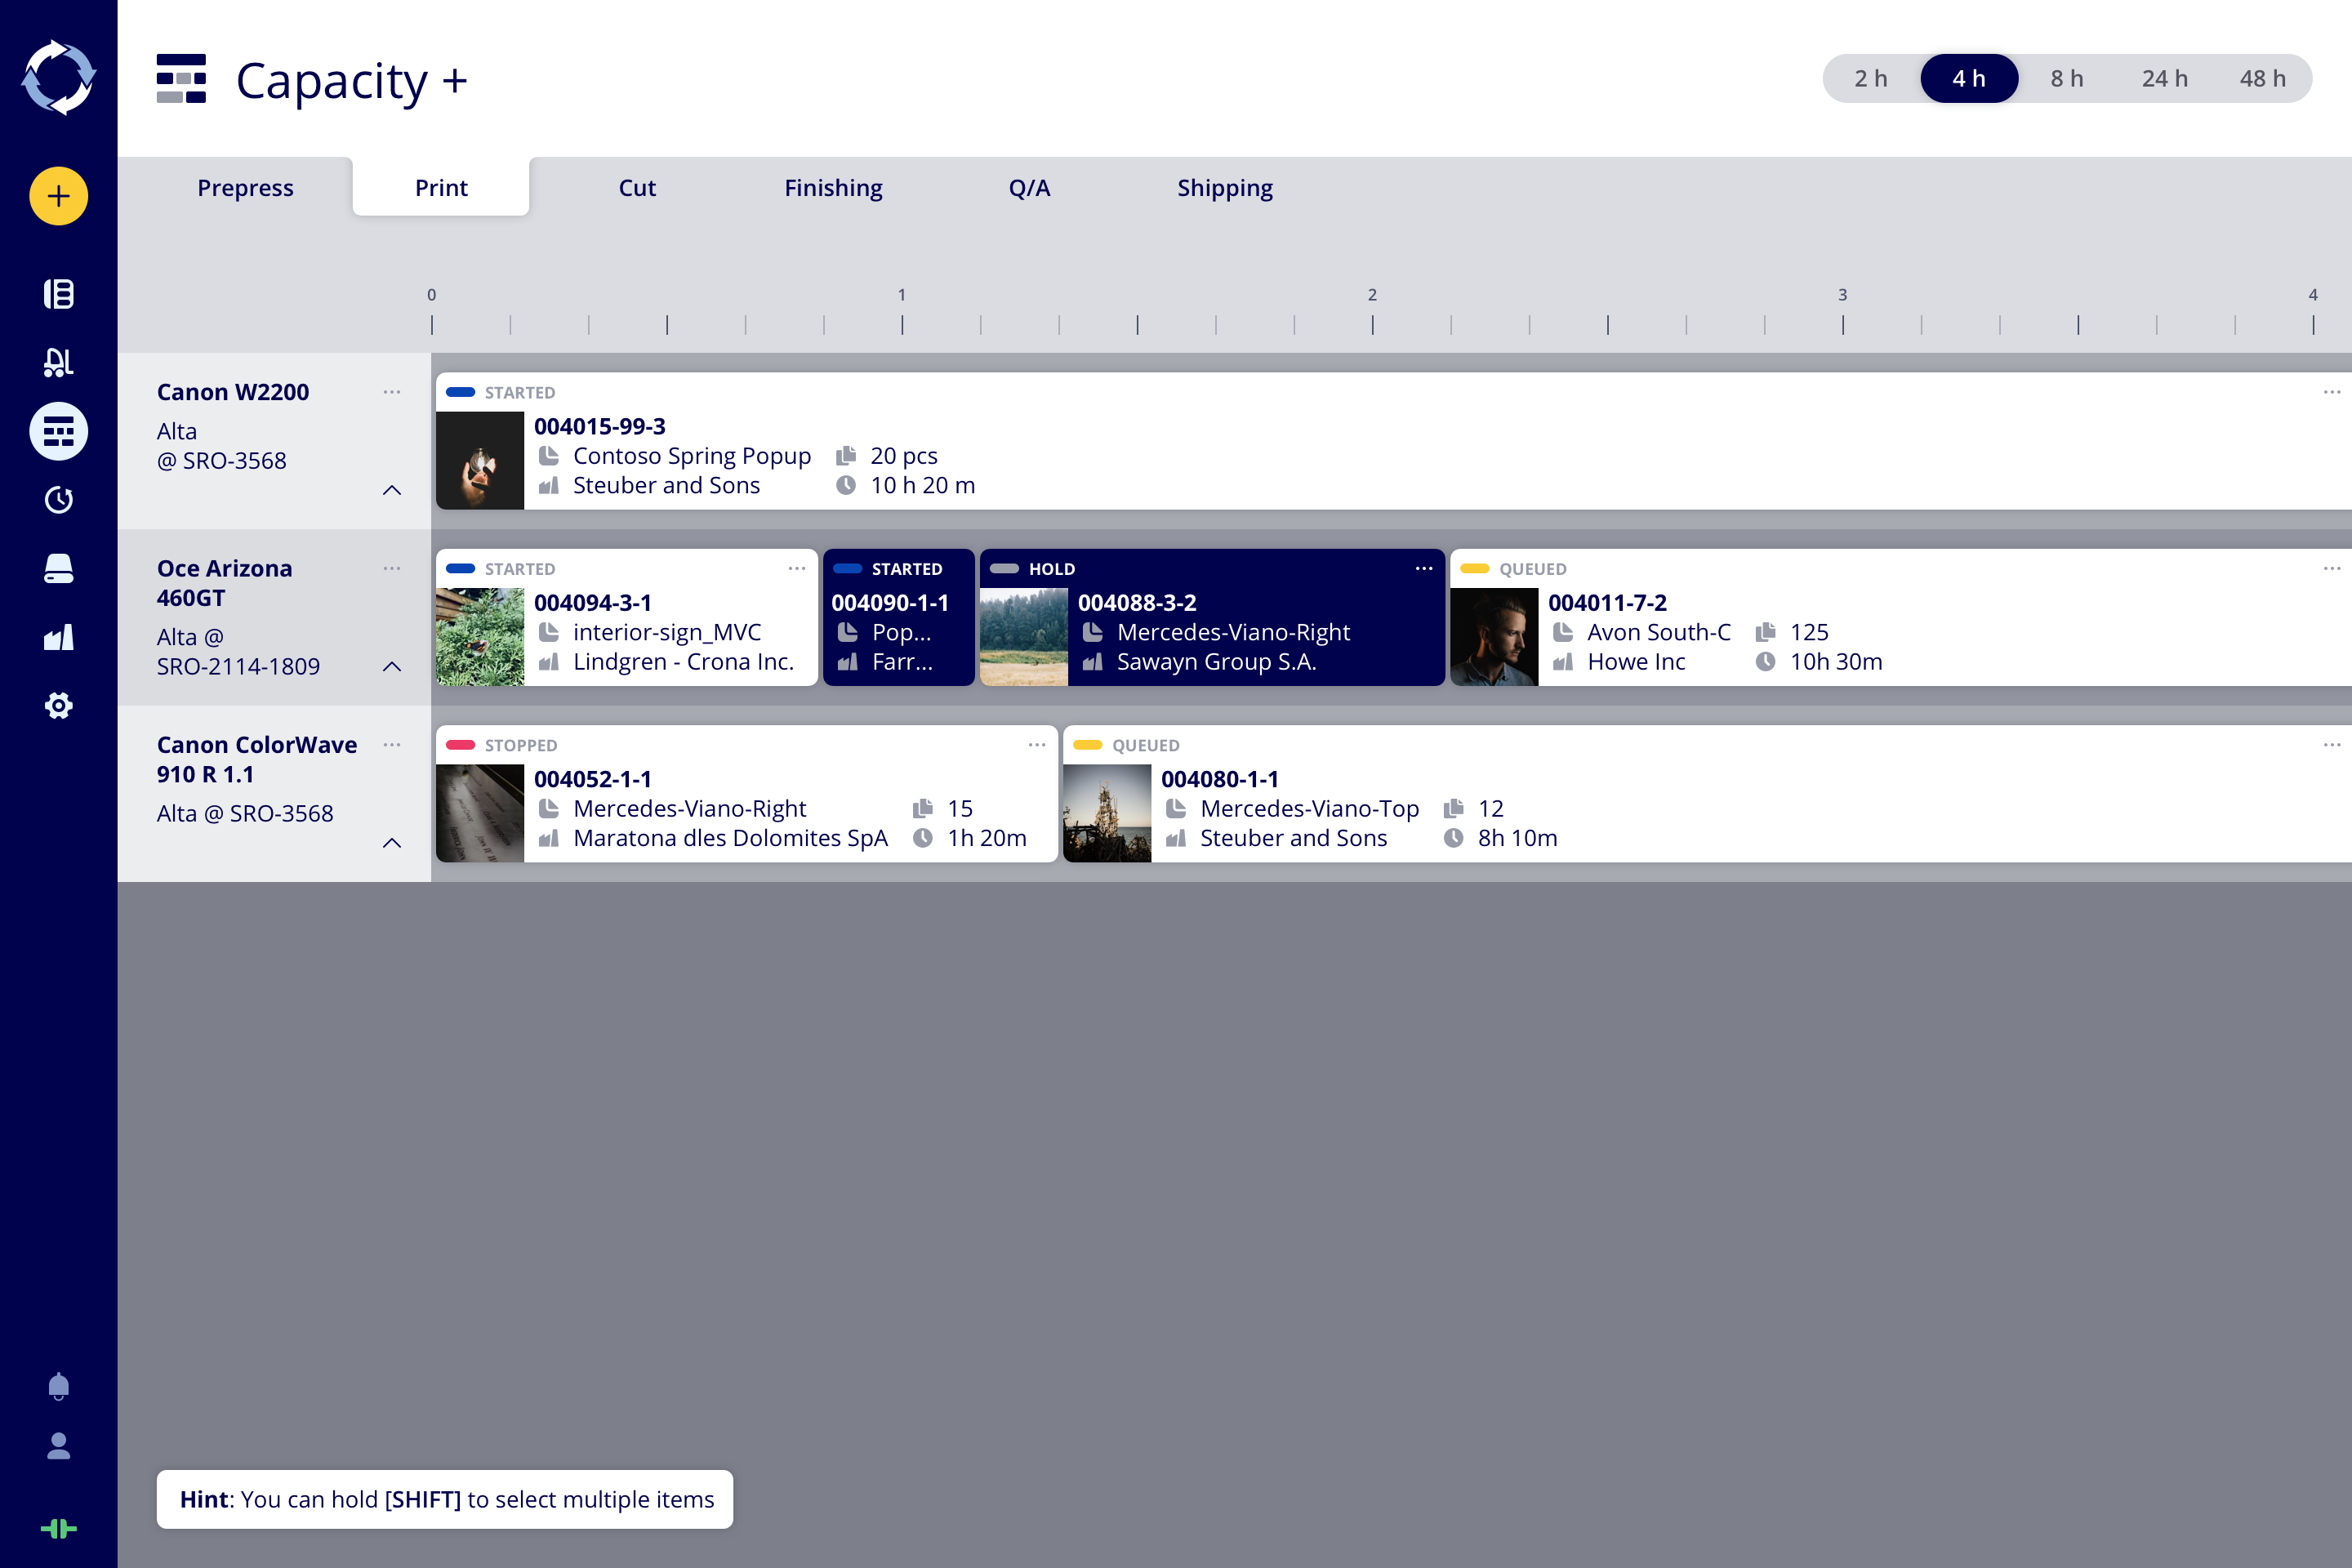 Capacity +
2 h 4 h 8 h 24 h 48 h
Prepress Print Cut Finishing Q/A Shipping
0 1 2 3 4
Canon W2200
Alta
@ SRO-3568
STARTED
004015-99-3
Contoso Spring Popup 20 pcs
Steuber and Sons 10 h 20 m
Oce Arizona
460GT
Alta @
SRO-2114-1809
STARTED
004094-3-1
interior-sign_MVC
Lindgren - Crona Inc.
STARTED
004090-1-1
Pop...
Farr...
HOLD
004088-3-2
Mercedes-Viano-Right
Sawayn Group S.A.
QUEUED
004011-7-2
Avon South-C 125
Howe Inc 10h 30m
Canon ColorWave
910 R 1.1
Alta @ SRO-3568
STOPPED
004052-1-1
Mercedes-Viano-Right 15
Maratona dles Dolomites SpA 1h 20m
QUEUED
004080-1-1
Mercedes-Viano-Top 12
Steuber and Sons 8h 10m
Hint: You can hold [SHIFT] to select multiple items